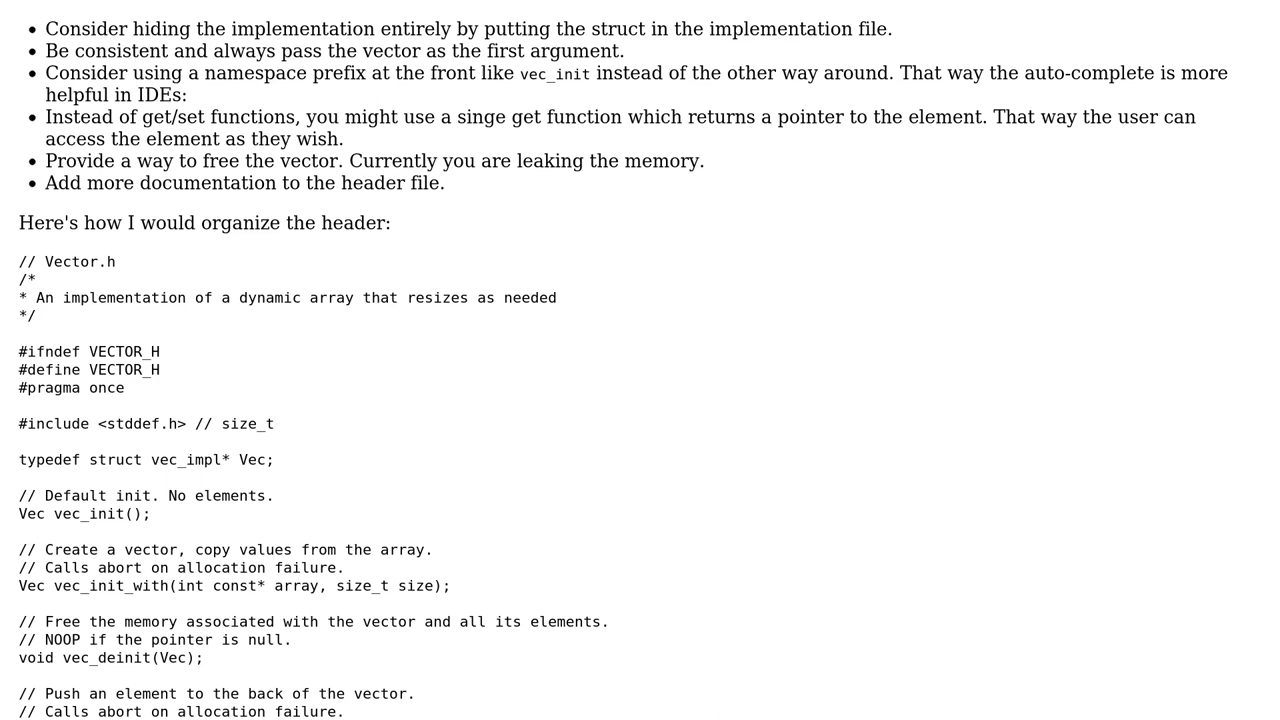 • Consider hiding the implementation entirely by putting the struct in the implementation file.
• Be consistent and always pass the vector as the first argument.
• Consider using a namespace prefix at the front like vec_init instead of the other way around. That way the auto-complete is more
helpful in IDEs:
• Instead of get/set functions, you might use a singe get function which returns a pointer to the element. That way the user can
access the element as they wish.
• Provide a way to free the vector. Currently you are leaking the memory.
• Add more documentation to the header file.
Here's how I would organize the header:
// Vector.h
/*
* An implementation of a dynamic array that resizes as needed
*/
#ifndef VECTOR_H
#define VECTOR_H
#pragma once
#include <stddef.h> // size_t
typedef struct vec_impl* Vec;
// Default init. No elements.
Vec vec_init();
// Create a vector, copy values from the array.
// Calls abort on allocation failure.
Vec vec_init_with(int const* array, size_t size);
// Free the memory associated with the vector and all its elements.
// NOOP if the pointer is null.
void vec_deinit(Vec);
// Push an element to the back of the vector.
// Calls abort on allocation failure.